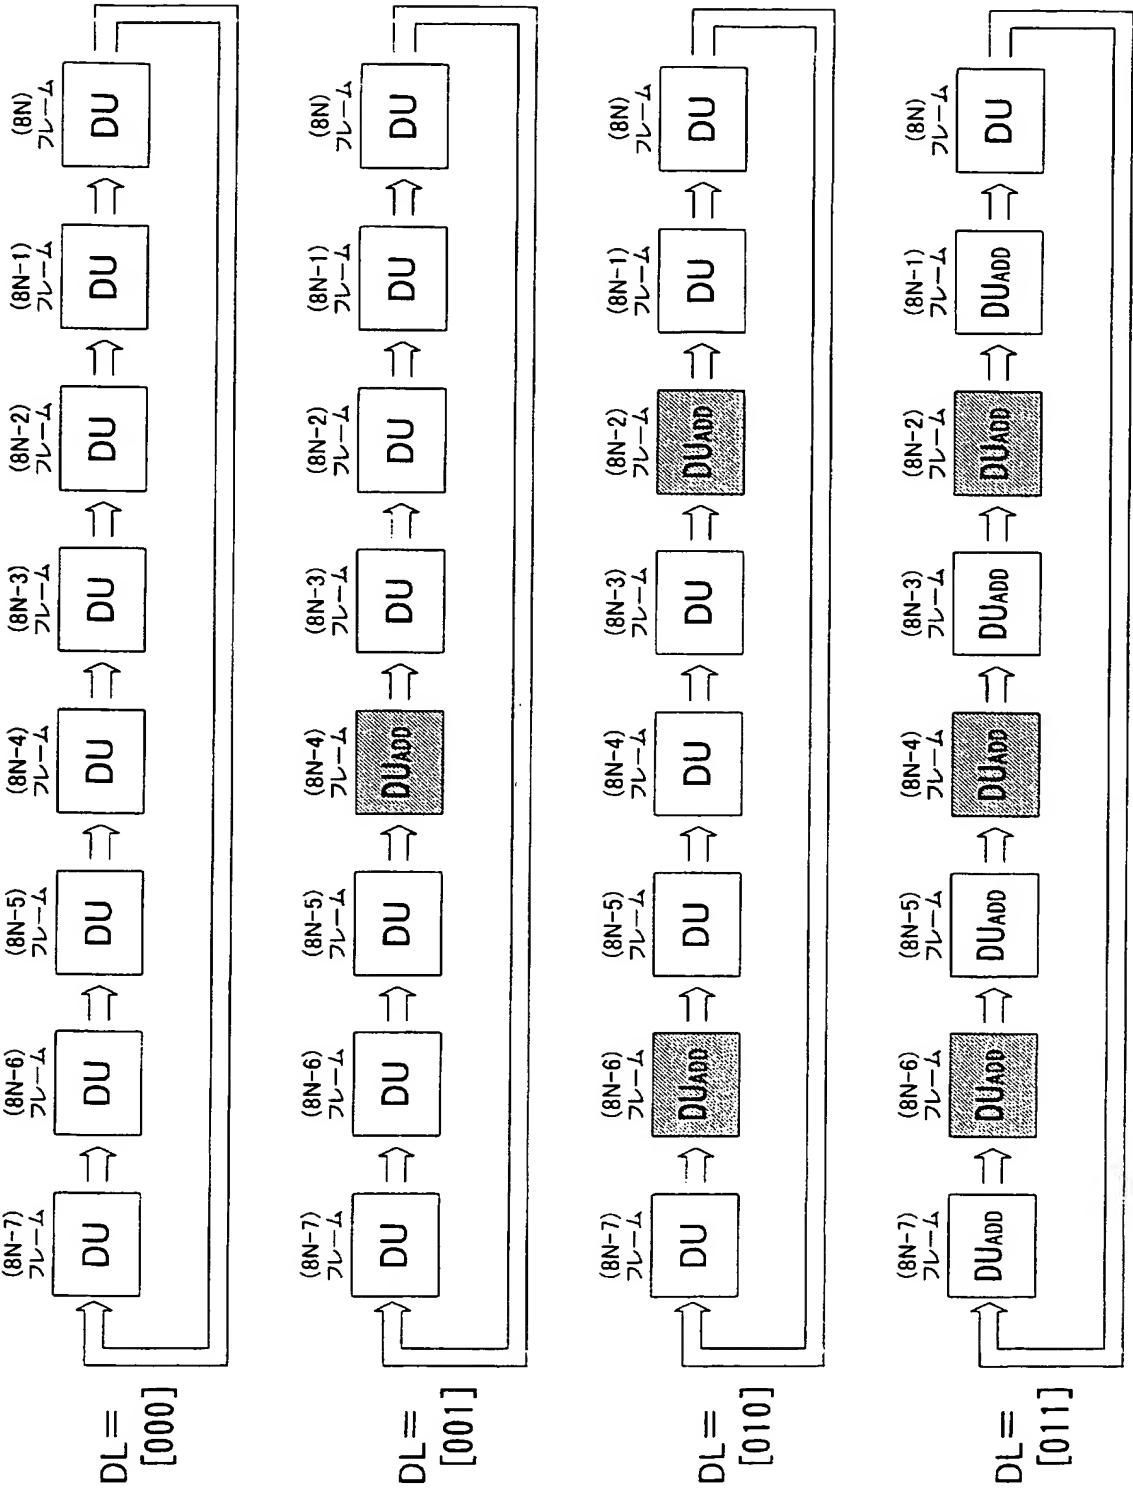 DL=
[000]
(8N-7)
フレーム
DU
(8N-6)
フレーム
DU
(8N-5)
フレーム
DU
(8N-4)
フレーム
DU
(8N-3)
フレーム
DU
(8N-2)
フレーム
DU
(8N-1)
フレーム
DU
(8N)
フレーム
DU
DL=
[001]
(8N-7)
フレーム
DU
(8N-6)
フレーム
DU
(8N-5)
フレーム
DU
(8N-4)
フレーム
DUADD
(8N-3)
フレーム
DU
(8N-2)
フレーム
DU
(8N-1)
フレーム
DU
(8N)
フレーム
DU
DL=
[010]
(8N-7)
フレーム
DU
(8N-6)
フレーム
DUADD
(8N-5)
フレーム
DU
(8N-4)
フレーム
DU
(8N-3)
フレーム
DU
(8N-2)
フレーム
DUADD
(8N-1)
フレーム
DU
(8N)
フレーム
DU
DL=
[011]
(8N-7)
フレーム
DUADD
(8N-6)
フレーム
DUADD
(8N-5)
フレーム
DUADD
(8N-4)
フレーム
DUADD
(8N-3)
フレーム
DUADD
(8N-2)
フレーム
DUADD
(8N-1)
フレーム
DUADD
(8N)
フレーム
DU